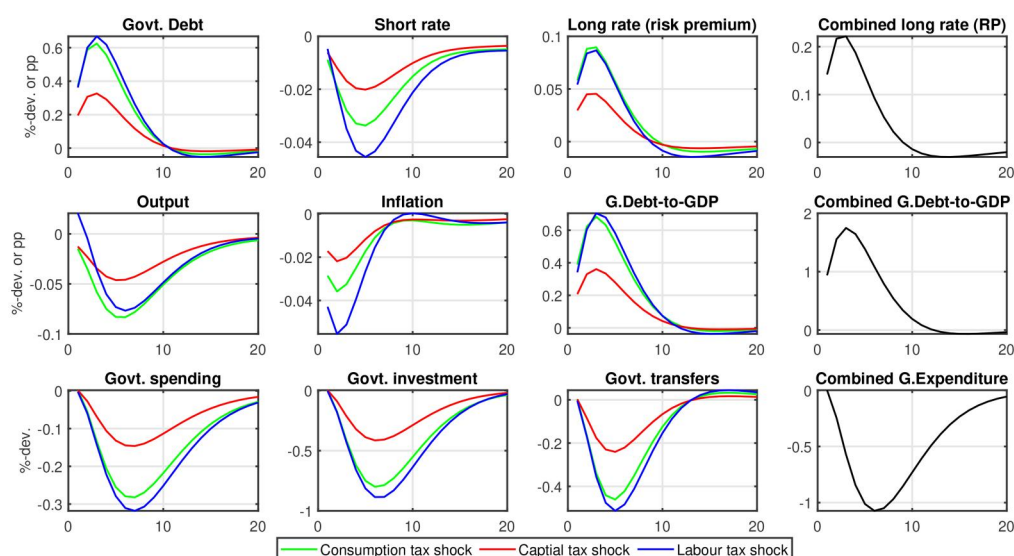 Govt. Debt
Short rate
Long rate (risk premium)
Combined long rate (RP)
%-dev. or pp
0.6
0.4
0.2
0
0 10 20
0
-0.02
-0.04
0 10 20
0.1
0.05
0
0 10 20
0.2
0.1
0
0 10 20
Output
Inflation
G.Debt-to-GDP
Combined G.Debt-to-GDP
%-dev. or pp
0
-0.05
-0.1
0 10 20
0
-0.02
-0.04
0 10 20
0.6
0.4
0.2
0
0 10 20
2
1
0
0 10 20
Govt. spending
Govt. investment
Govt. transfers
Combined G.Expenditure
%-dev.
0
-0.1
-0.2
-0.3
0 10 20
0
-0.5
-1
0 10 20
0
-0.2
-0.4
0 10 20
0
-0.5
-1
0 10 20
Consumption tax shock Captial tax shock Labour tax shock